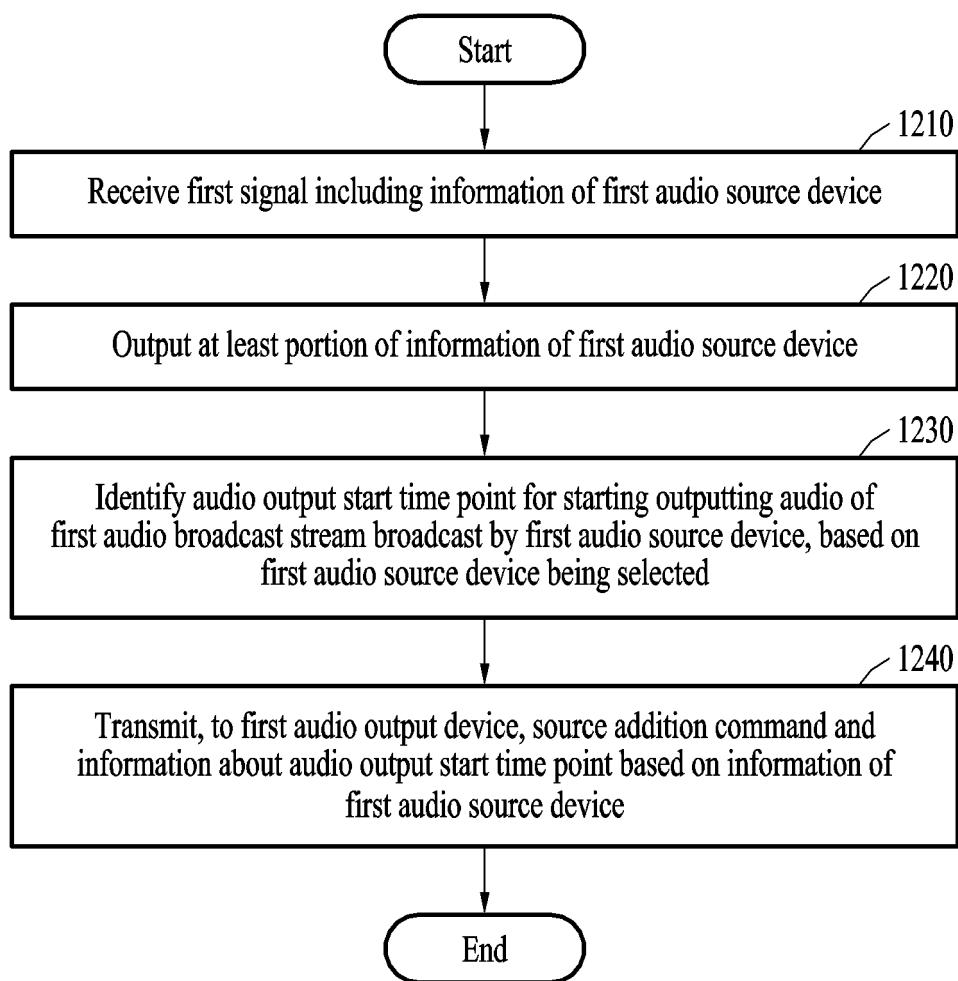 Start
1210
Receive first signal including information of first audio source device
1220
Output at least portion of information of first audio source device
1230
Identify audio output start time point for starting outputting audio of
first audio broadcast stream broadcast by first audio source device, based on
first audio source device being selected
1240
Transmit, to first audio output device, source addition command and
information about audio output start time point based on information of
first audio source device
End